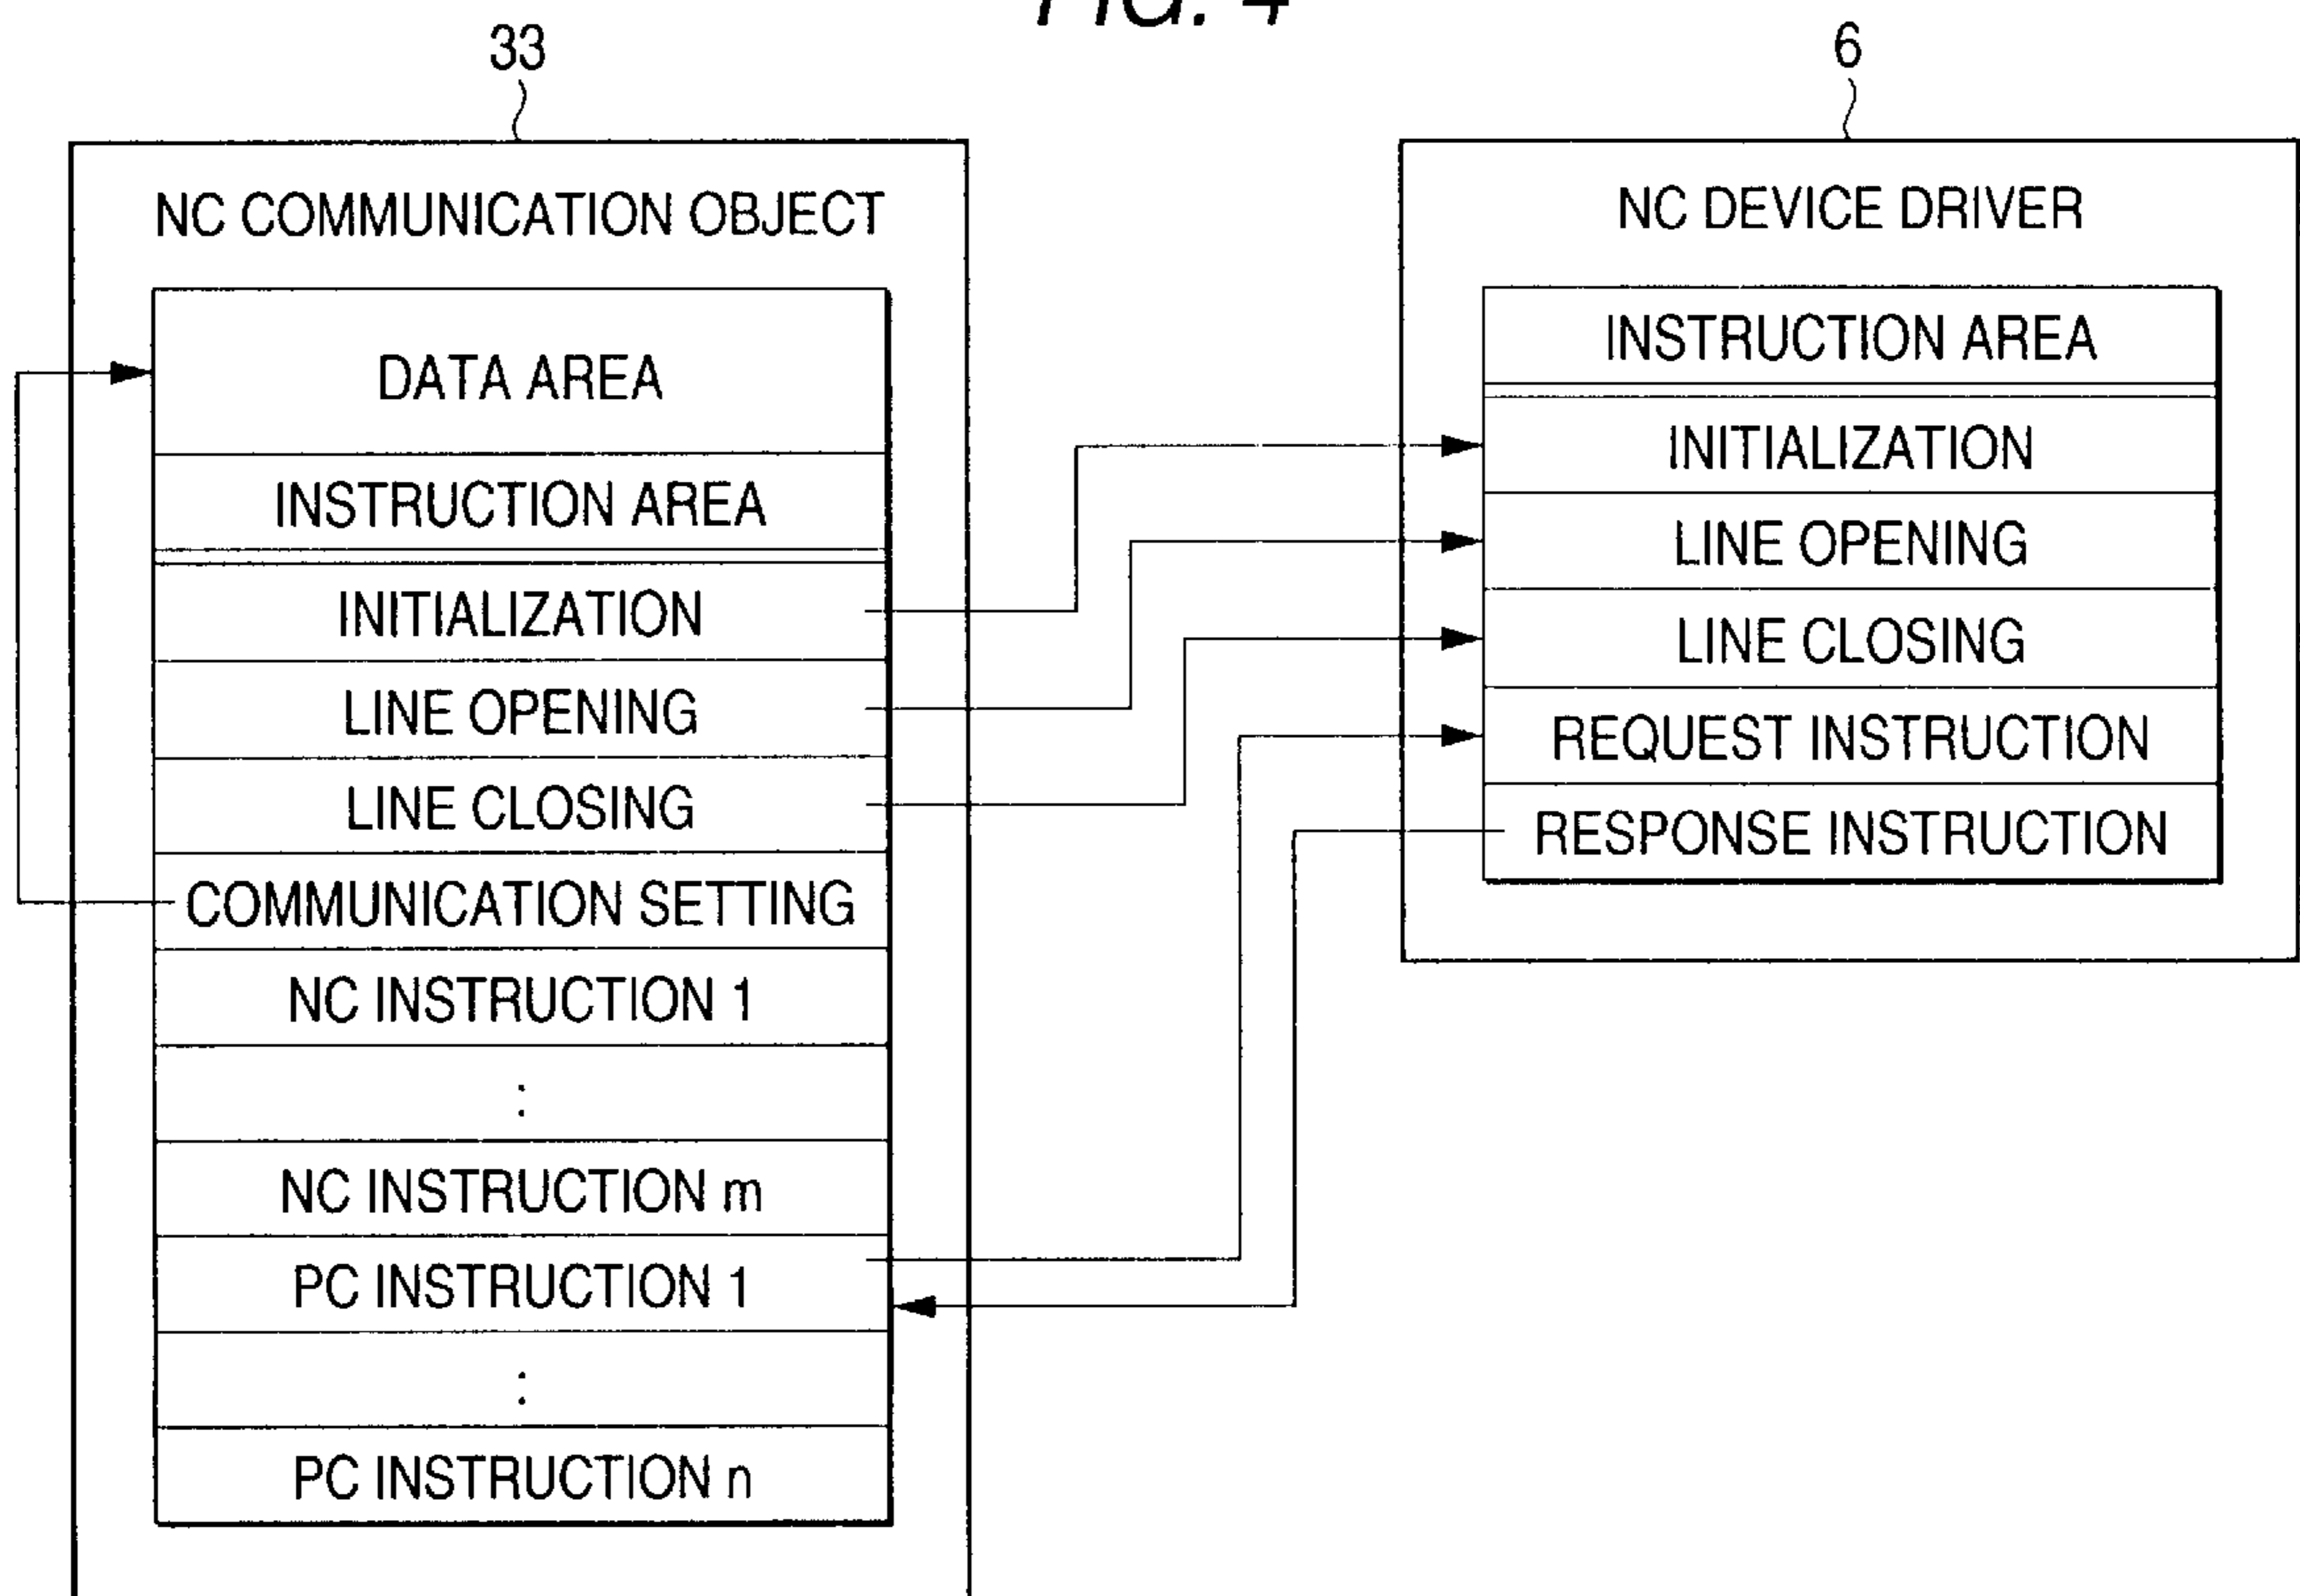 FIG. 4
33
NC COMMUNICATION OBJECT
DATA AREA
INSTRUCTION AREA
INITIALIZATION
LINE OPENING
LINE CLOSING
COMMUNICATION SETTING
NC INSTRUCTION 1
:
NC INSTRUCTION m
PC INSTRUCTION 1
:
PC INSTRUCTION n
6
NC DEVICE DRIVER
INSTRUCTION AREA
INITIALIZATION
LINE OPENING
LINE CLOSING
REQUEST INSTRUCTION
RESPONSE INSTRUCTION